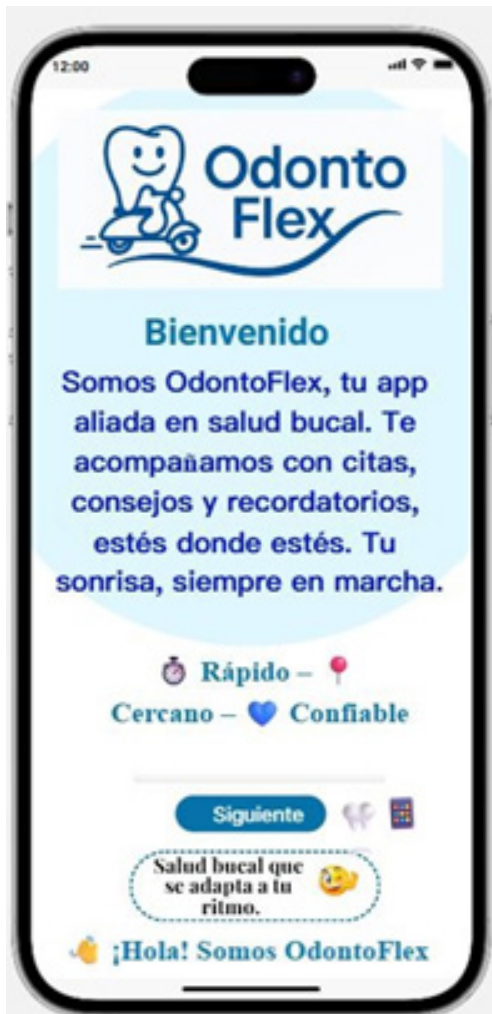 12:00
Odonto
Flex
Bienvenido
Somos OdontoFlex, tu app
aliada en salud bucal. Te
acompañamos con citas,
consejos y recordatorios,
estés donde estés. Tu
sonrisa, siempre en marcha.
⏱️ Rápido – 📍
Cercano – 💙 Confiable
Siguiente
Salud bucal que
se adapta a tu
ritmo.
👋 ¡Hola! Somos OdontoFlex